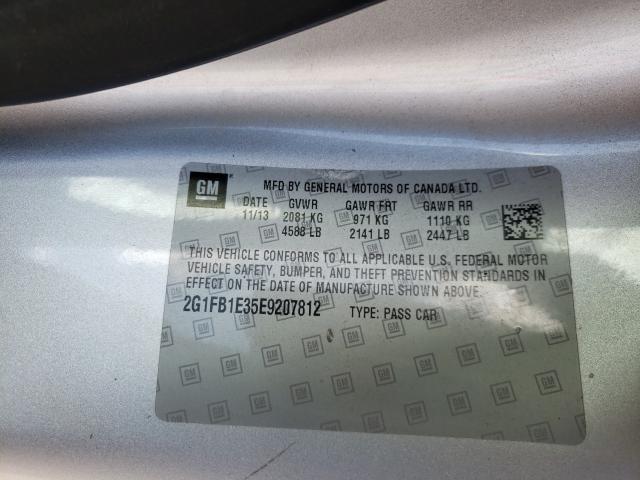 GM MFD BY GENERAL MOTORS OF CANADA LTD.
DATE GVWR GAWR FRT GAWR RR
11/13 2081 KG 971 KG 1110 KG
4588 LB 2141 LB 2447 LB
THIS VEHICLE CONFORMS TO ALL APPLICABLE U.S. FEDERAL MOTOR
VEHICLE SAFETY, BUMPER, AND THEFT PREVENTION STANDARDS IN
EFFECT ON THE DATE OF MANUFACTURE SHOWN ABOVE.
2G1FB1E35E9207812 TYPE: PASS CAR